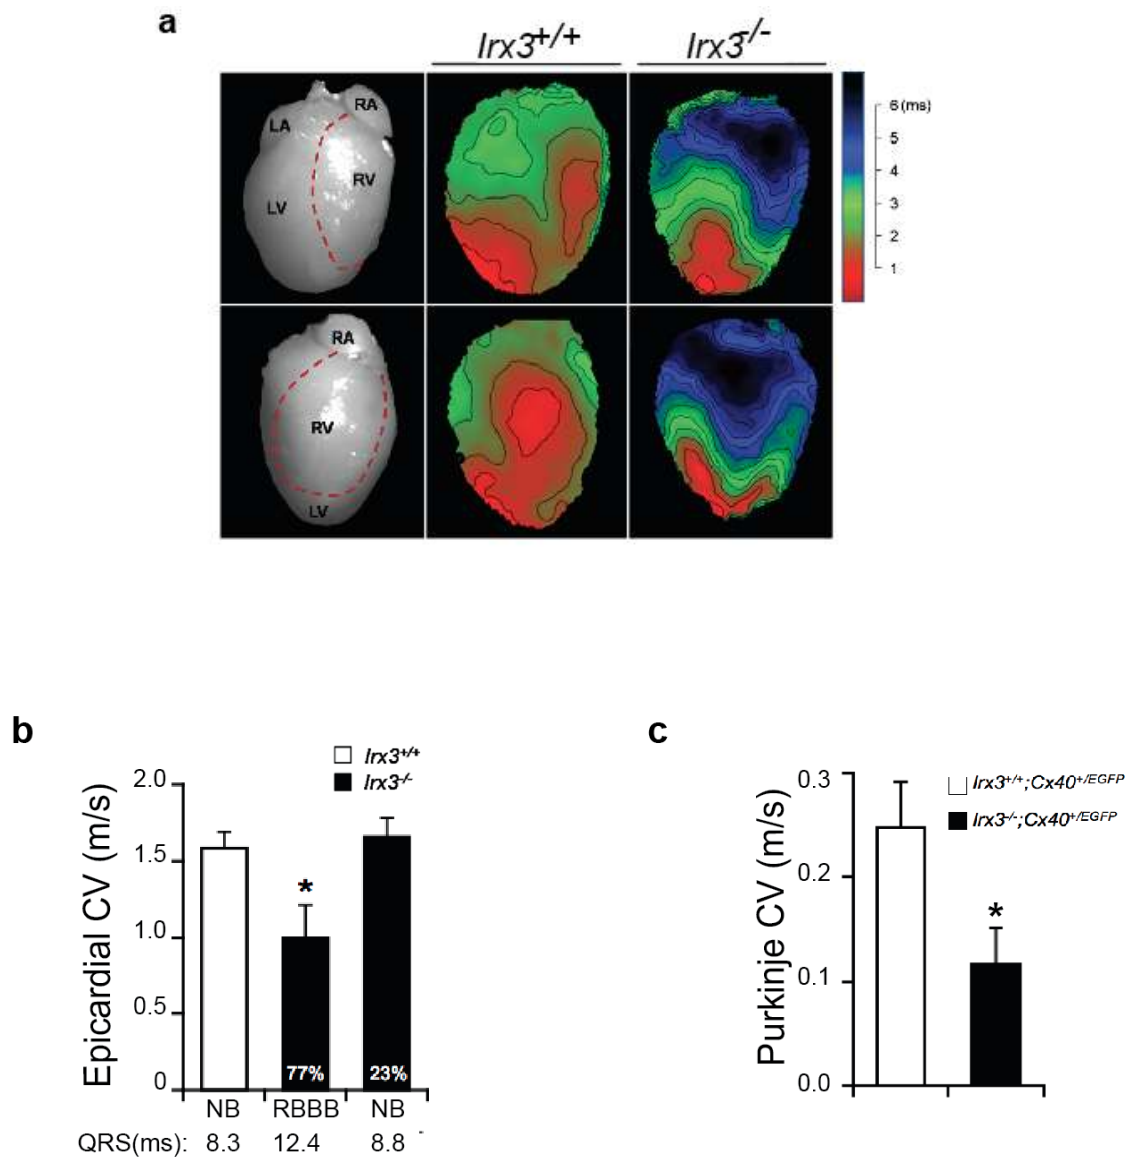 a
Irx3+/+
Irx3-/-
RA
LA
RV
LV
6 (ms)
5
4
3
2
1
RA
RV
LV
b
Irx3+/+
Irx3-/-
Epicardial CV (m/s)
2.0
1.5
1.0
0.5
0
*
77%
23%
NB RBBB NB
QRS(ms): 8.3 12.4 8.8
c
Irx3+/+;Cx40+/EGFP
Irx3-/-;Cx40+/EGFP
Purkinje CV (m/s)
0.3
0.2
0.1
0.0
*